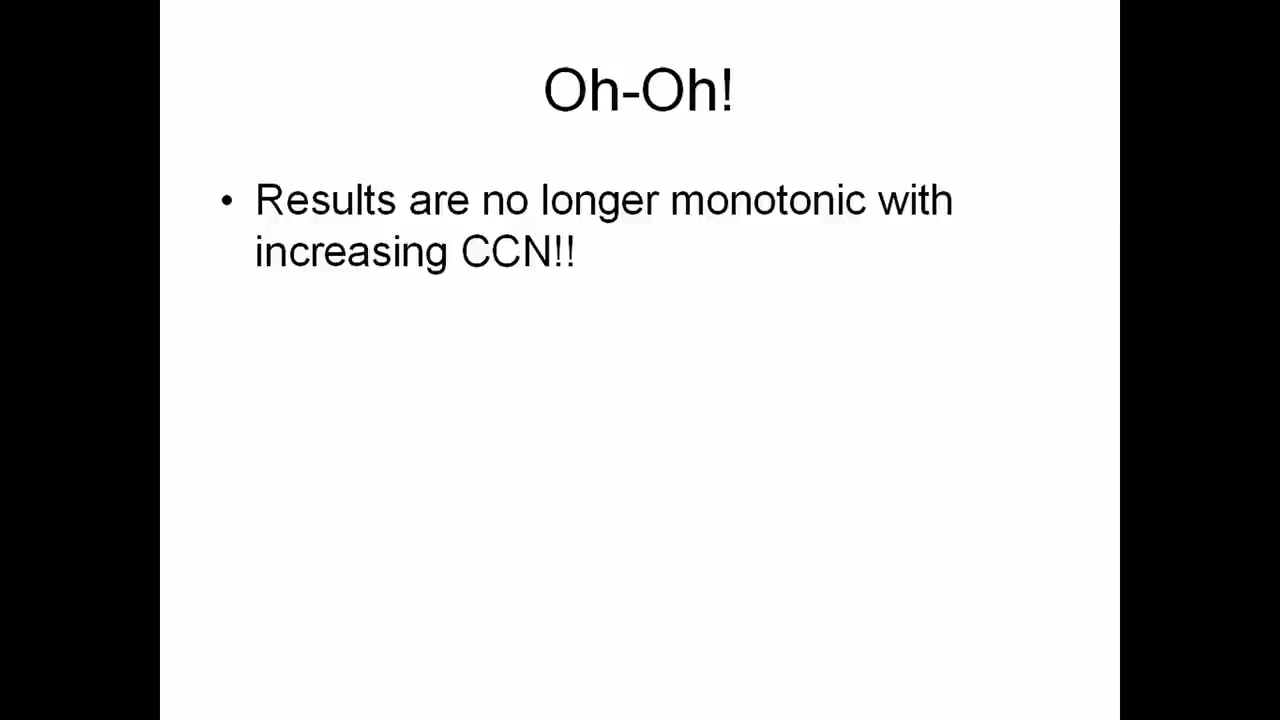 Oh-Oh!
• Results are no longer monotonic with
increasing CCN!!